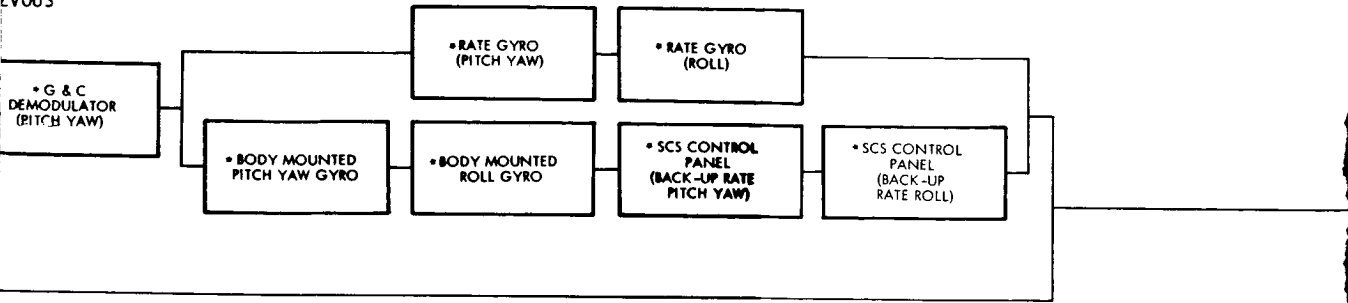 EVOUS
* RATE GYRO
(PITCH YAW)
* RATE GYRO
(ROLL)
* G & C
DEMODULATOR
(PITCH YAW)
* BODY MOUNTED
PITCH YAW GYRO
* BODY MOUNTED
ROLL GYRO
* SCS CONTROL
PANEL
(BACK-UP RATE
PITCH YAW)
* SCS CONTROL
PANEL
(BACK-UP
RATE ROLL)